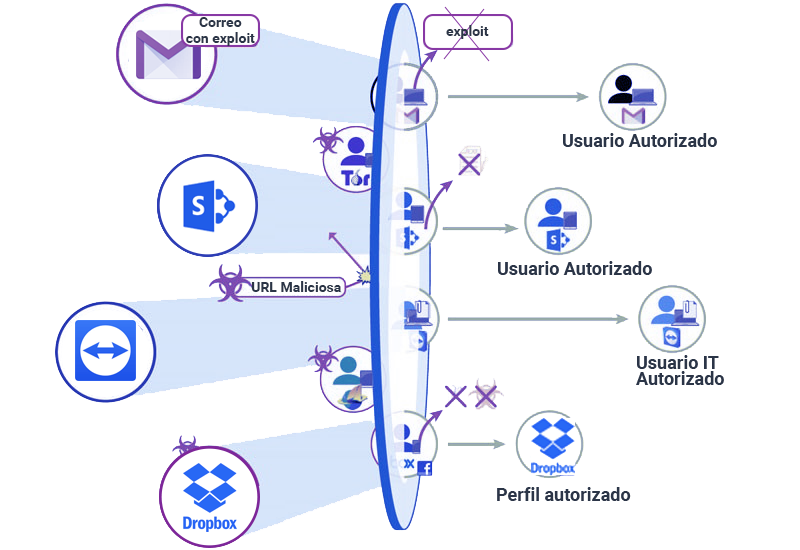 Correo
con exploit
exploit
Usuario Autorizado
Tor
S
S
Usuario Autorizado
URL Maliciosa
Usuario IT
Autorizado
f
Dropbox
Perfil autorizado
Dropbox